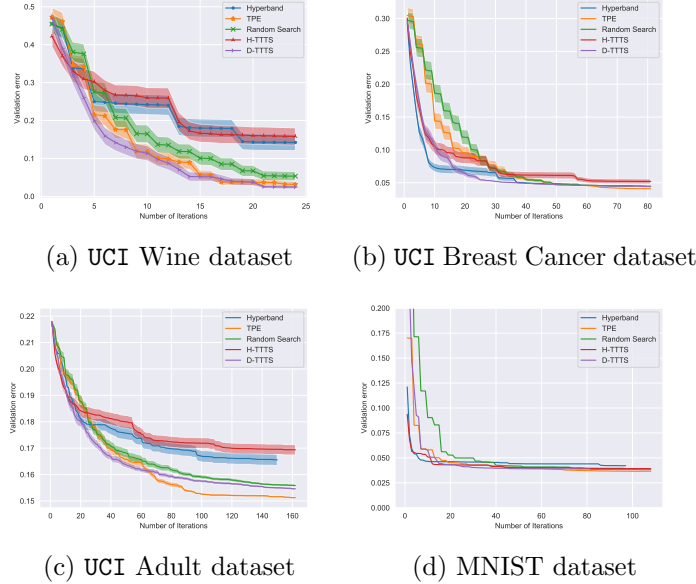 0.5
0.4
0.3
0.2
0.1
0.0
Validation error
0
5
10
15
20
25
Number of Iterations
Hyperband
TPE
Random Search
H-TTTS
D-TTTS
0.30
0.25
0.20
0.15
0.10
0.05
Validation error
0
10
20
30
40
50
60
70
80
Number of Iterations
Hyperband
TPE
Random Search
H-TTTS
D-TTTS
(a) UCI Wine dataset
(b) UCI Breast Cancer dataset
0.22
0.21
0.20
0.19
0.18
0.17
0.16
0.15
Validation error
0
20
40
60
80
100
120
140
160
Number of Iterations
Hyperband
TPE
Random Search
H-TTTS
D-TTTS
0.200
0.175
0.150
0.125
0.100
0.075
0.050
0.025
0.000
Validation error
0
20
40
60
80
100
Number of Iterations
Hyperband
TPE
Random Search
H-TTTS
D-TTTS
(c) UCI Adult dataset
(d) MNIST dataset